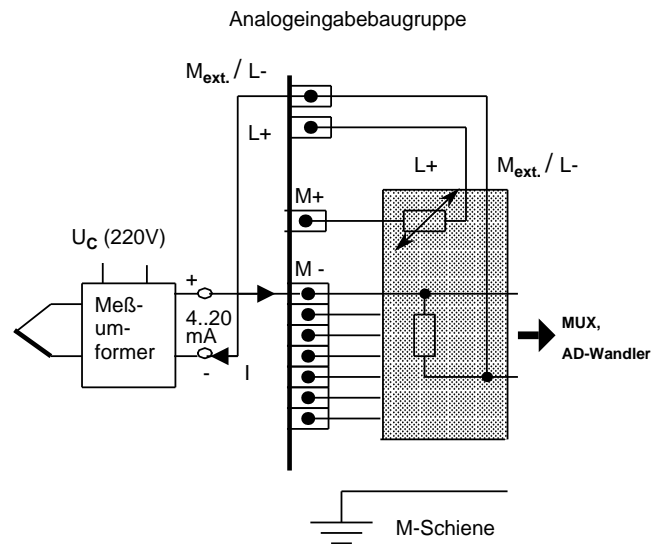 Analogeingabebaugruppe
Mext. / L-
L+
L+
Mext. / L-
M+
UC (220V)
M -
+
Meß-
um-
former
4..20
mA
-
I
MUX,
AD-Wandler
M-Schiene